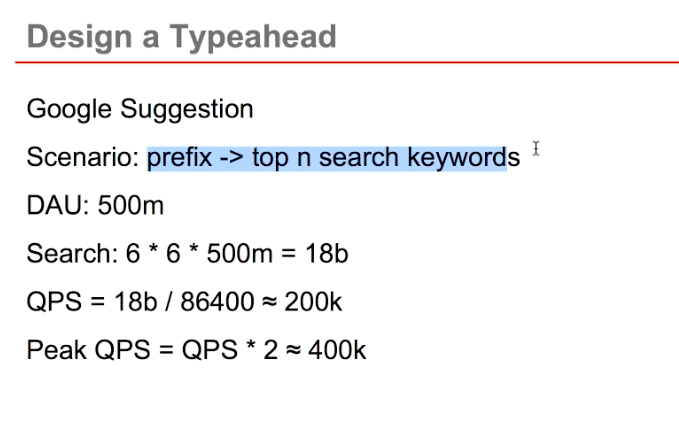 Design a Typeahead
Google Suggestion
Scenario: prefix -> top n search keywords
DAU: 500m
Search: 6 * 6 * 500m = 18b
QPS = 18b / 86400 ≈ 200k
Peak QPS = QPS * 2 ≈ 400k